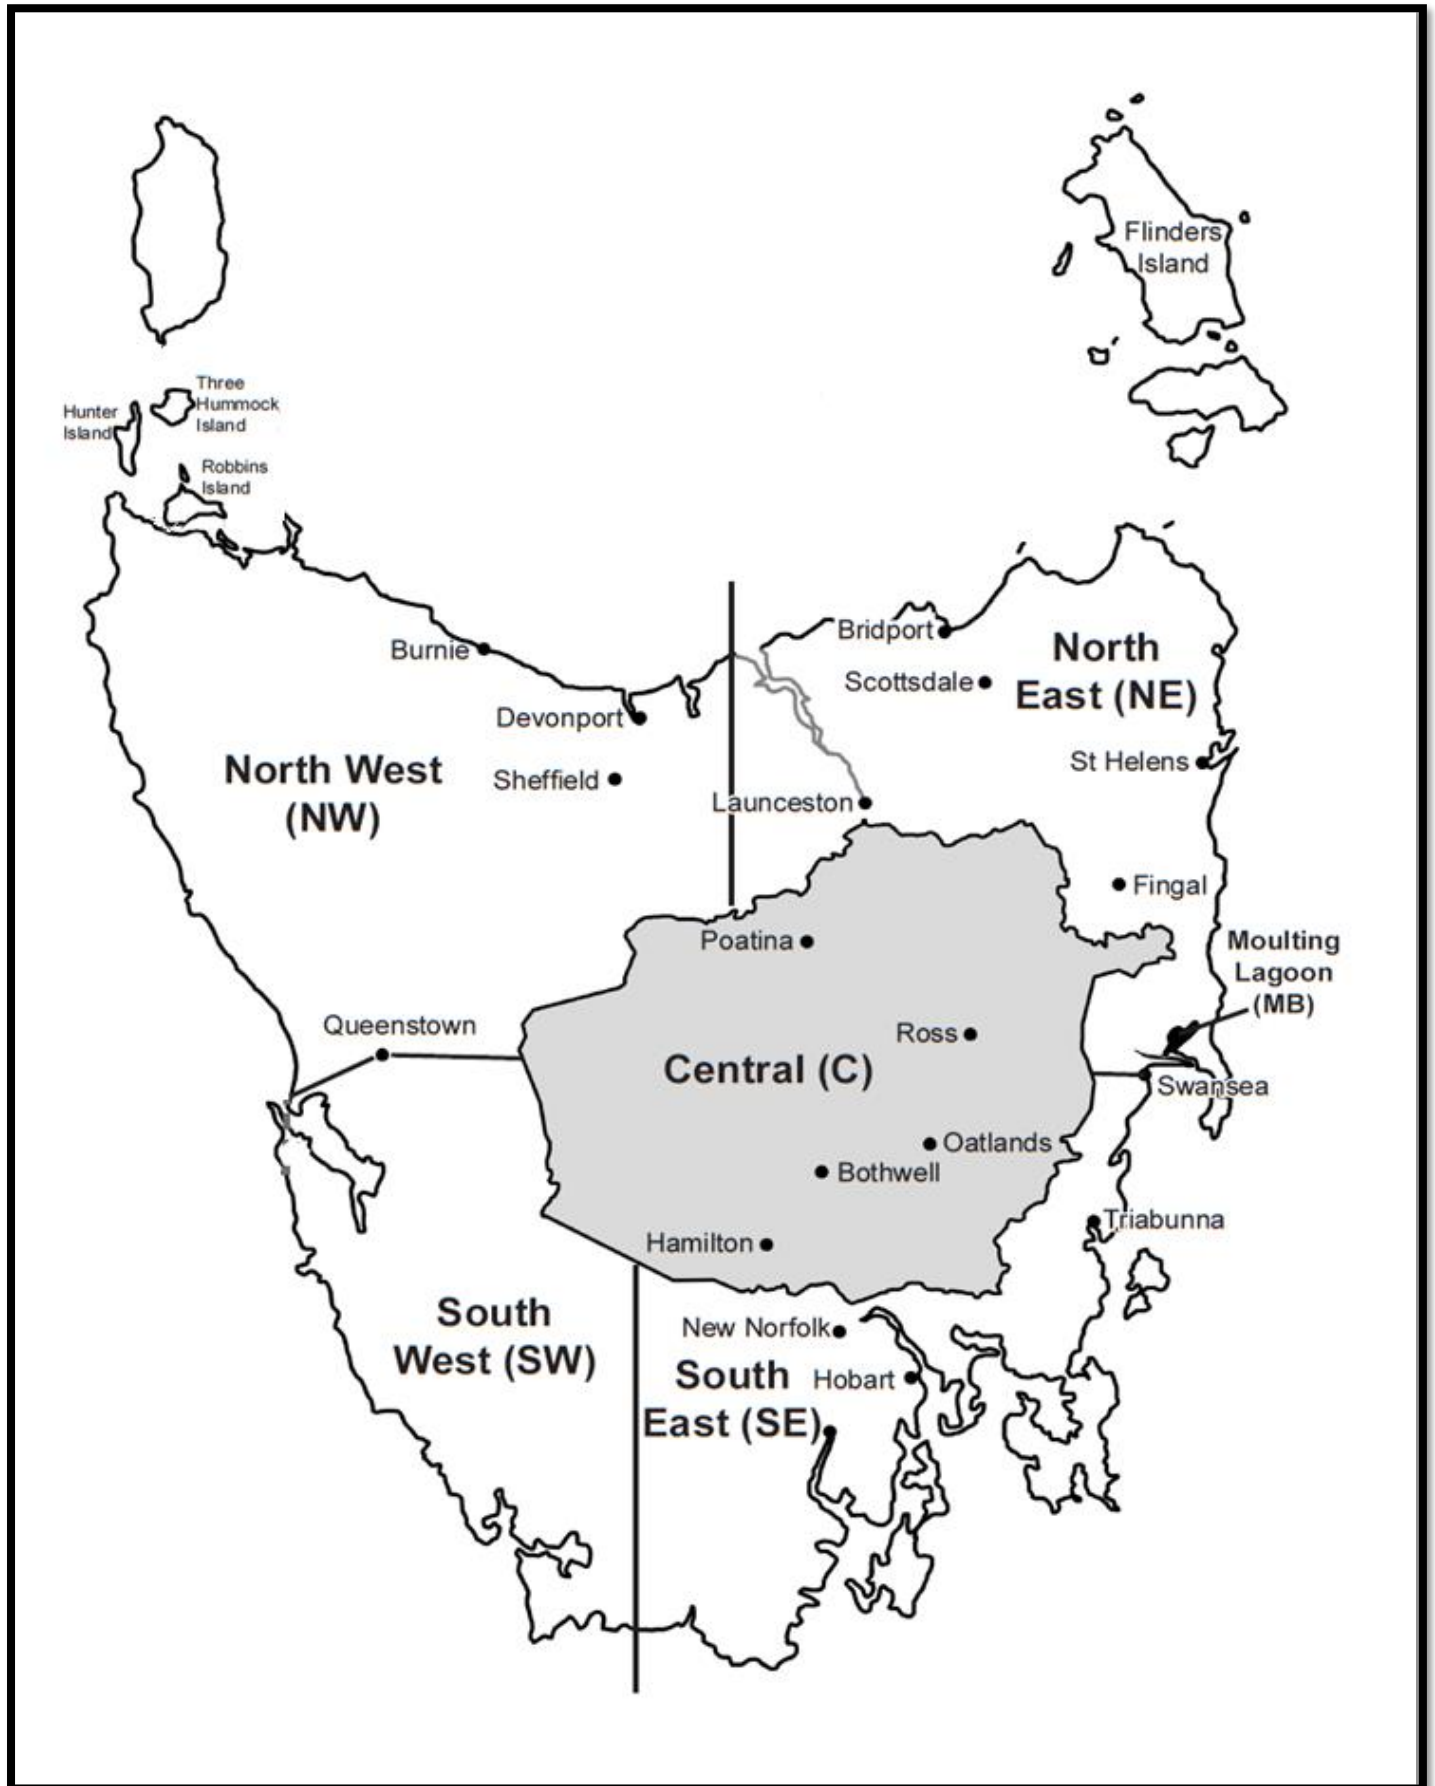 Flinders
Island
Three
Hummock
Island
Hunter
Island
Robbins
Island
Bridport
North
East (NE)
Burnie
Scottsdale
Devonport
St Helens
North West
(NW)
Sheffield
Launceston
Fingal
Poatina
Moulting
Lagoon
(MB)
Queenstown
Ross
Central (C)
Swansea
Oatlands
Bothwell
Triabunna
Hamilton
South
West (SW)
New Norfolk
South
East (SE)
Hobart